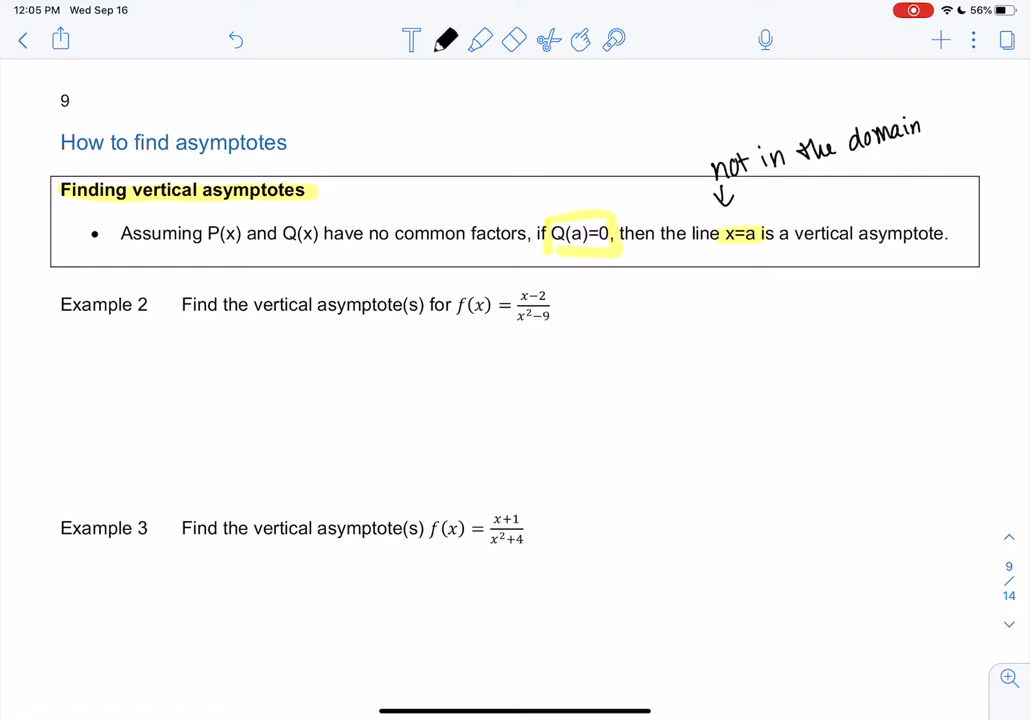 12:05 PM Wed Sep 16 56%
T
9
How to find asymptotes
not in the domain
Finding vertical asymptotes
• Assuming P(x) and Q(x) have no common factors, if Q(a)=0, then the line x=a is a vertical asymptote.
Example 2 Find the vertical asymptote(s) for f(x) = (x−2)/(x²−9)
Example 3 Find the vertical asymptote(s) f(x) = (x+1)/(x²+4)
9
/
14